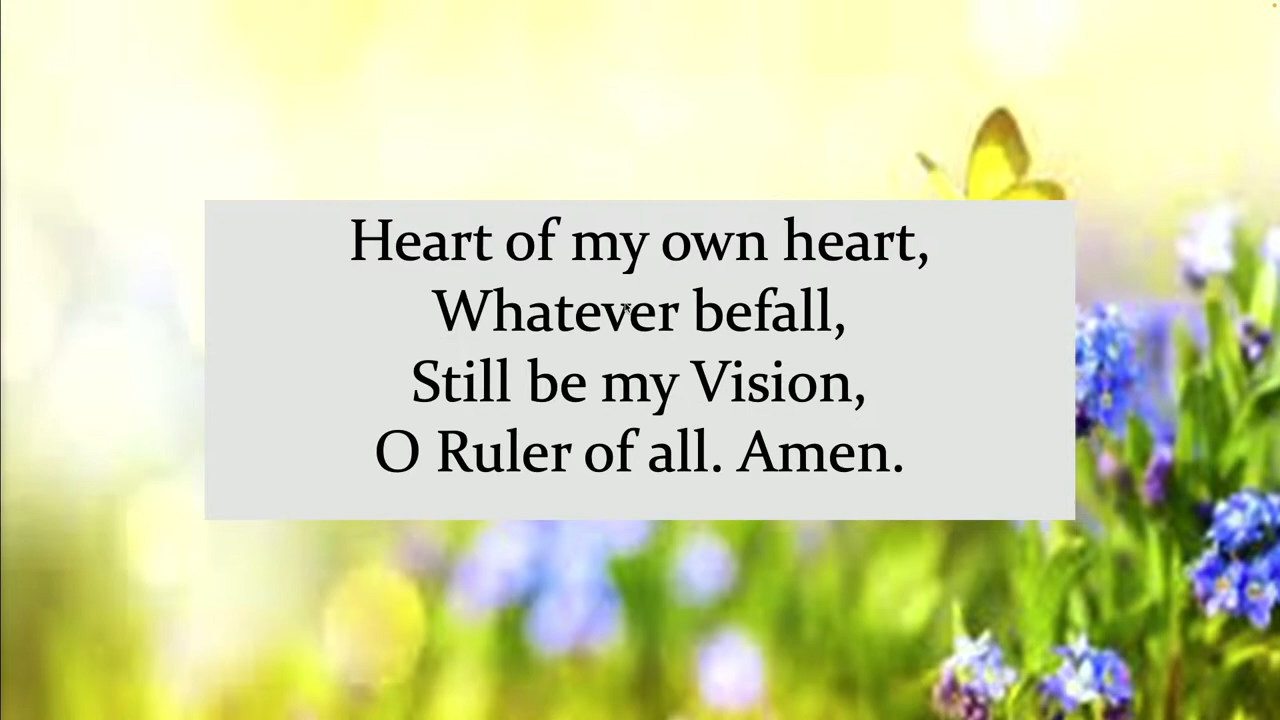 Heart of my own heart,
Whatever befall,
Still be my Vision,
O Ruler of all. Amen.